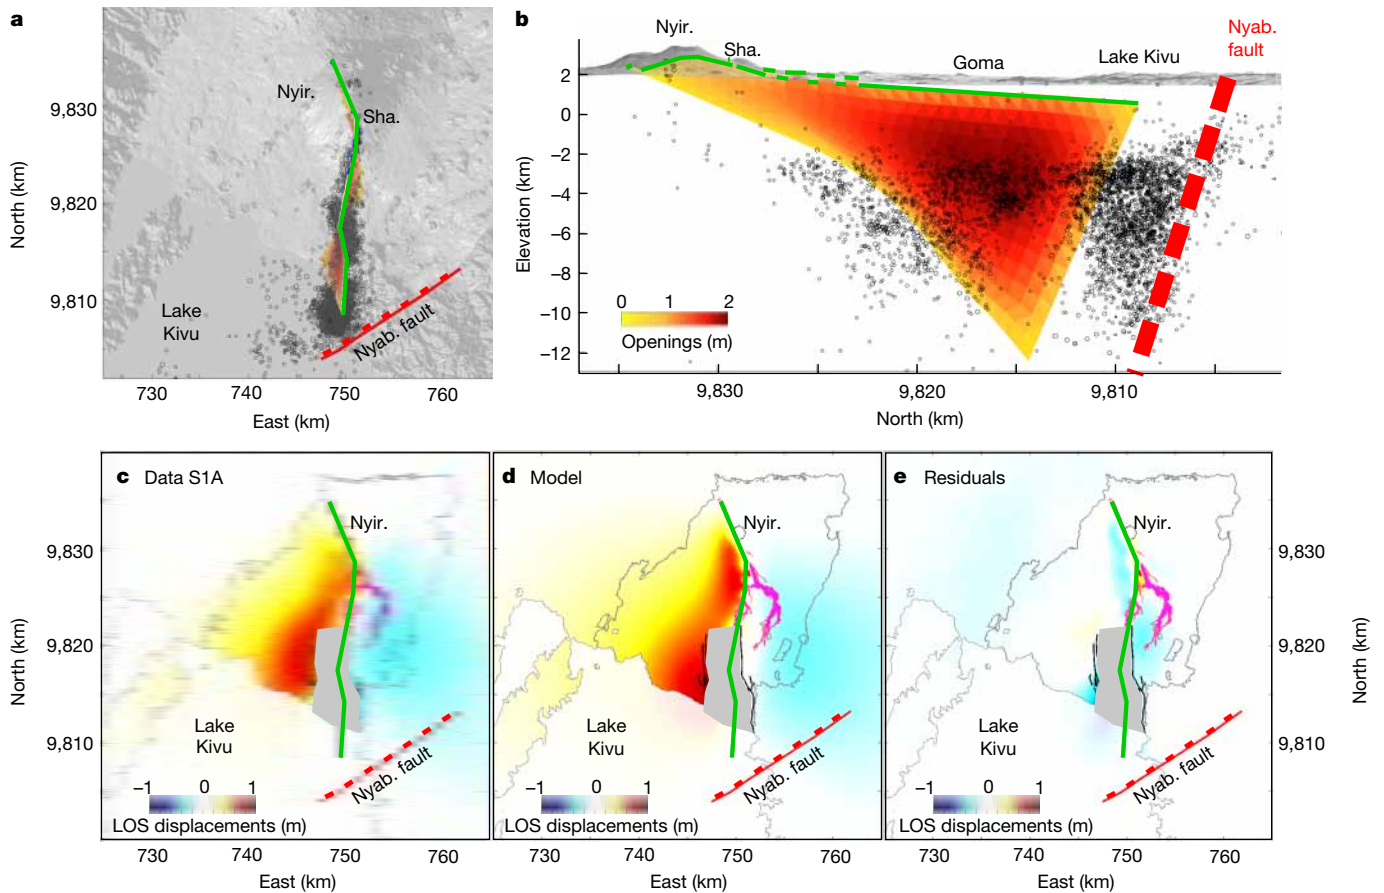 a
Nyir.
Sha.
9,830
9,820
9,810
North (km)
Lake
Kivu
Nyab. fault
730
740
750
760
East (km)
b
Nyir.
Sha.
Goma
Lake Kivu
Nyab.
fault
2
0
−2
−4
−6
−8
−10
−12
Elevation (km)
0
1
2
Openings (m)
9,830
9,820
9,810
North (km)
c Data S1A
Nyir.
9,830
9,820
9,810
North (km)
Lake
Kivu
Nyab. fault
−1
0
1
LOS displacements (m)
730
740
750
760
East (km)
d Model
Nyir.
Lake
Kivu
Nyab. fault
−1
0
1
LOS displacements (m)
730
740
750
760
East (km)
e Residuals
Nyir.
9,830
9,820
9,810
North (km)
Lake
Kivu
Nyab. fault
−1
0
1
LOS displacements (m)
730
740
750
760
East (km)